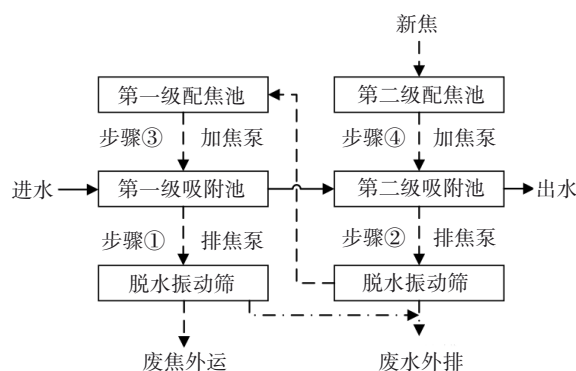 新焦
第一级配焦池
第二级配焦池
步骤③
加焦泵
步骤④
加焦泵
进水
第一级吸附池
第二级吸附池
出水
步骤①
排焦泵
步骤②
排焦泵
脱水振动筛
脱水振动筛
废焦外运
废水外排